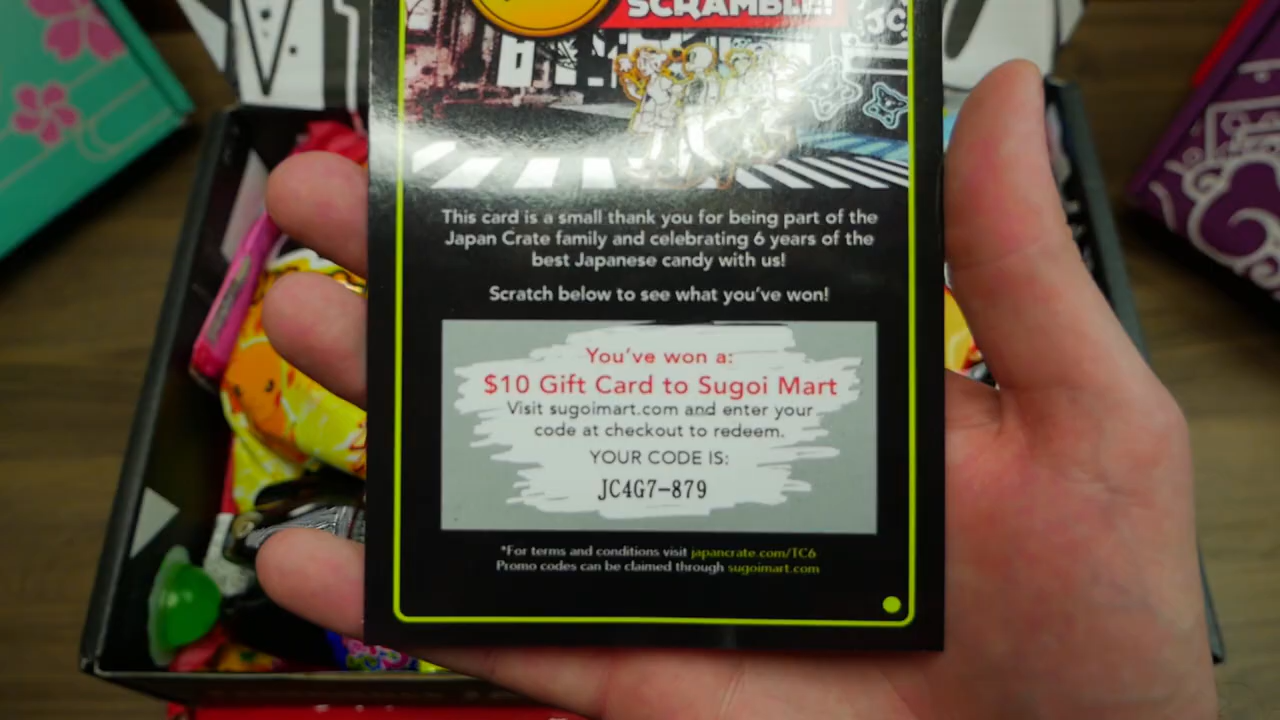 SCRAMBLE!
JC
This card is a small thank you for being part of the
Japan Crate family and celebrating 6 years of the
best Japanese candy with us!
Scratch below to see what you've won!
You've won a:
$10 Gift Card to Sugoi Mart
Visit sugoimart.com and enter your
code at checkout to redeem.
YOUR CODE IS:
JC4G7-879
*For terms and conditions visit japancrate.com/TC6
Promo codes can be claimed through sugoimart.com